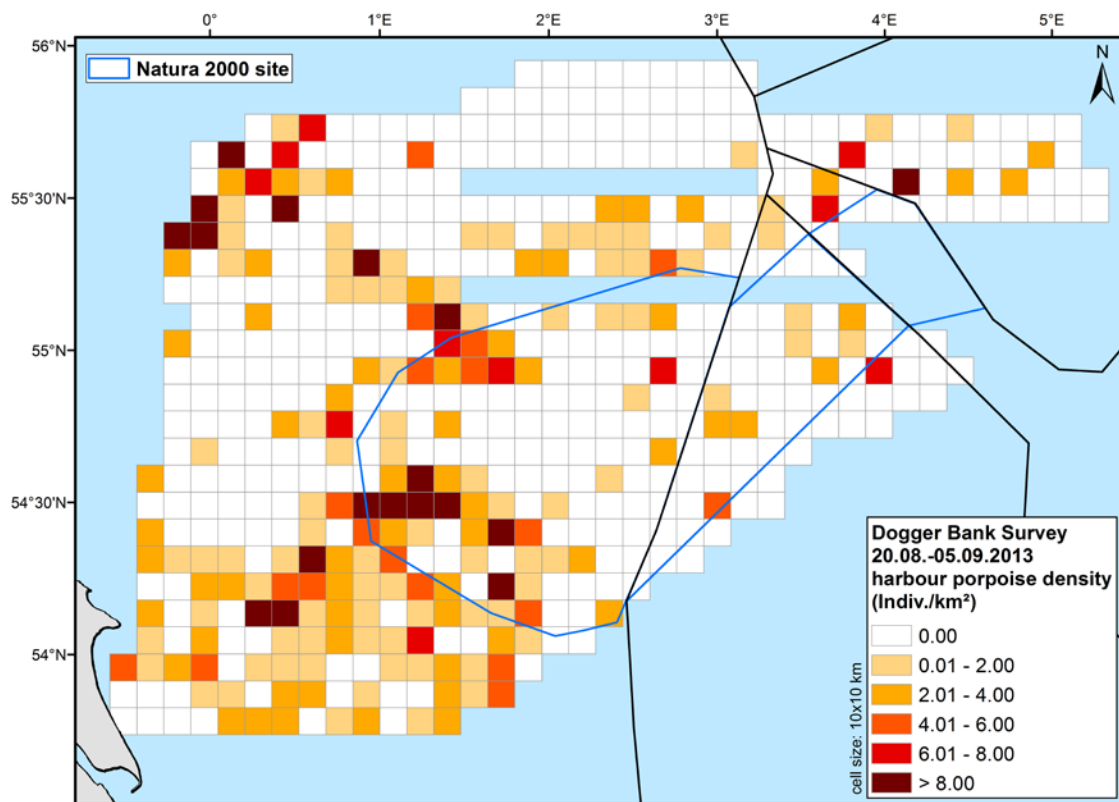 0° 1°E 2°E 3°E 4°E 5°E
56°N
Natura 2000 site
N
55°30'N
55°N
54°30'N
54°N
Dogger Bank Survey
20.08.-05.09.2013
harbour porpoise density
(Indiv./km²)
0.00
0.01 - 2.00
2.01 - 4.00
4.01 - 6.00
6.01 - 8.00
> 8.00
cell size: 10x10 km